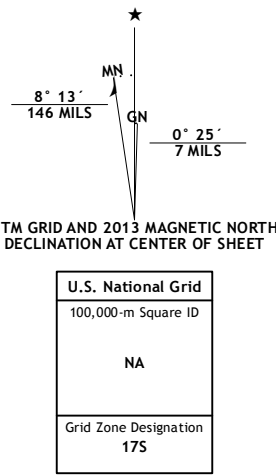 ★
MN
GN
8° 13´
146 MILS
0° 25´
7 MILS
TM GRID AND 2013 MAGNETIC NORTH
DECLINATION AT CENTER OF SHEET
U.S. National Grid
100,000-m Square ID
NA
Grid Zone Designation
17S